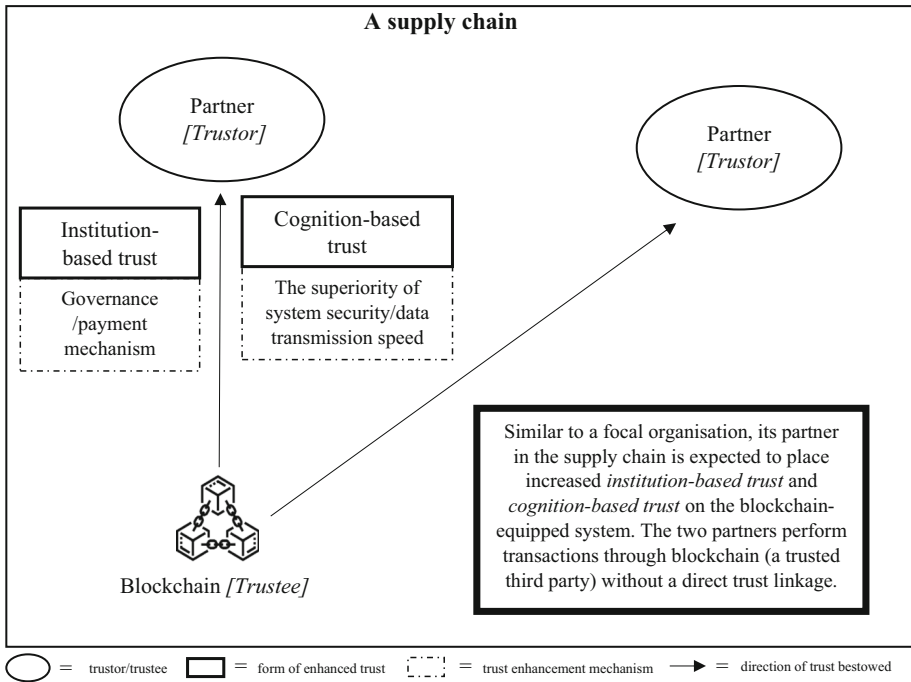 A supply chain
Partner
[Trustor]
Partner
[Trustor]
Institution-
based trust
Governance
/payment
mechanism
Cognition-based
trust
The superiority of
system security/data
transmission speed
Similar to a focal organisation, its partner
in the supply chain is expected to place
increased institution-based trust and
cognition-based trust on the blockchain-
equipped system. The two partners perform
transactions through blockchain (a trusted
third party) without a direct trust linkage.
Blockchain [Trustee]
= trustor/trustee = form of enhanced trust = trust enhancement mechanism = direction of trust bestowed